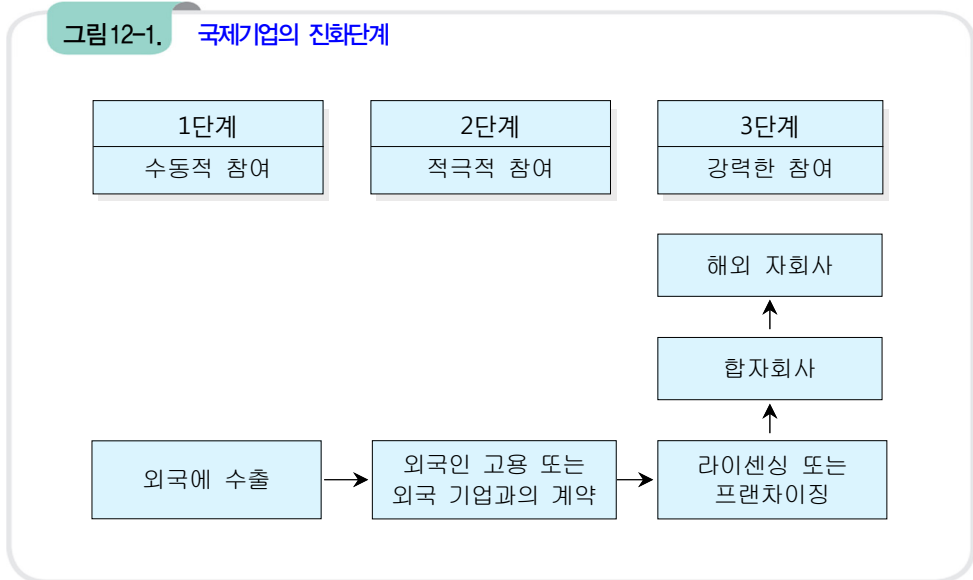 그림12-1. 국제기업의 진화단계
1단계
수동적 참여
2단계
적극적 참여
3단계
강력한 참여
해외 자회사
합자회사
외국에 수출
외국인 고용 또는
외국 기업과의 계약
라이센싱 또는
프랜차이징